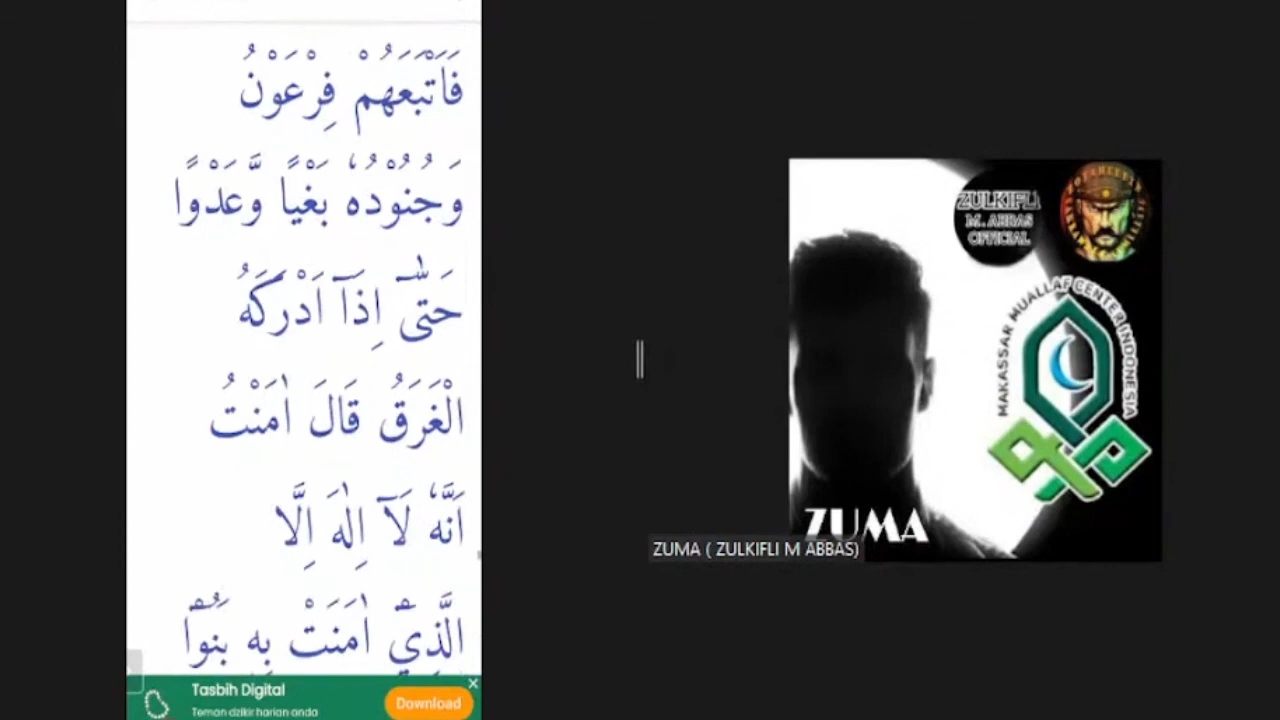 فَاَتْبَعَهُمْ فِرْعَوْنُ
وَجُنُوْدُهٗ بَغْيًا وَّعَدْوًا
حَتّٰىٓ اِذَآ اَدْرَكَهُ
الْغَرَقُ قَالَ اٰمَنْتُ
اَنَّهٗ لَآ اِلٰهَ اِلَّا
الَّذِيْٓ اٰمَنَتْ بِهٖ بَنُوْٓا
Tasbih Digital
Teman dzikir harian anda
Download
ZULKIFLI
M. ABBAS
OFFICIAL
MAKASSAR MUALLAF CENTER INDONESIA
ZUMA
ZUMA ( ZULKIFLI M ABBAS)